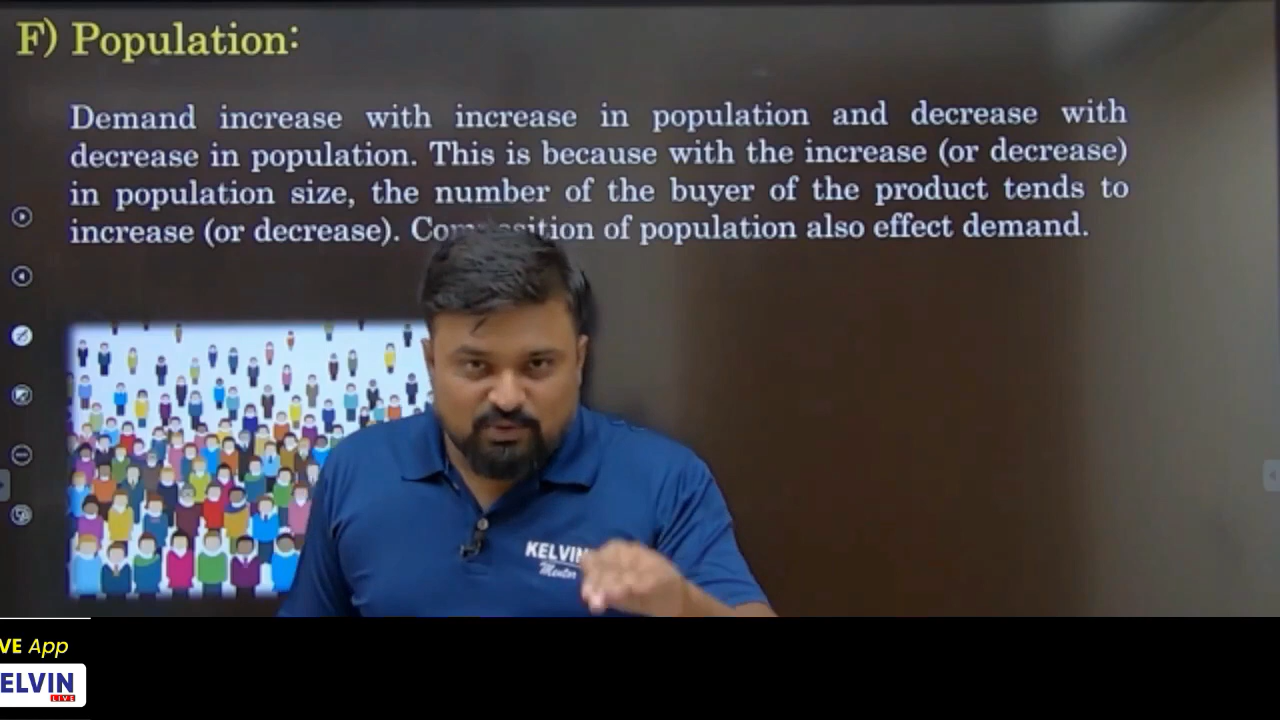 F) Population:
Demand increase with increase in population and decrease with
decrease in population. This is because with the increase (or decrease)
in population size, the number of the buyer of the product tends to
increase (or decrease). of population also effect demand.
KELVIN
Mentor
VE App
ELVIN
LIVE